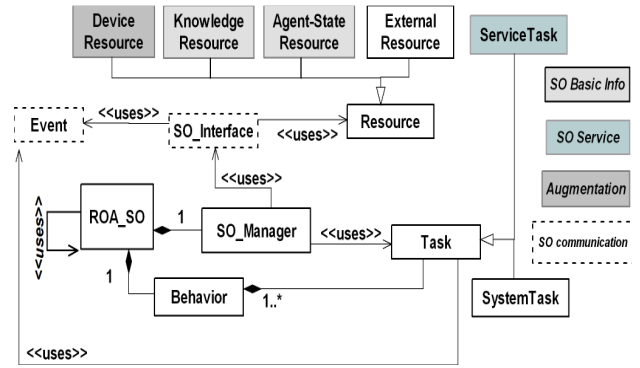 Device
Resource
Knowledge
Resource
Agent-State
Resource
External
Resource
ServiceTask
SO Basic Info
Event
<<uses>>
SO_Interface
<<uses>>
Resource
SO Service
<<uses>>
<<uses>>
ROA_SO
1
SO_Manager
<<uses>>
Task
Augmentation
SO communication
1
Behavior
1..*
SystemTask
<<uses>>